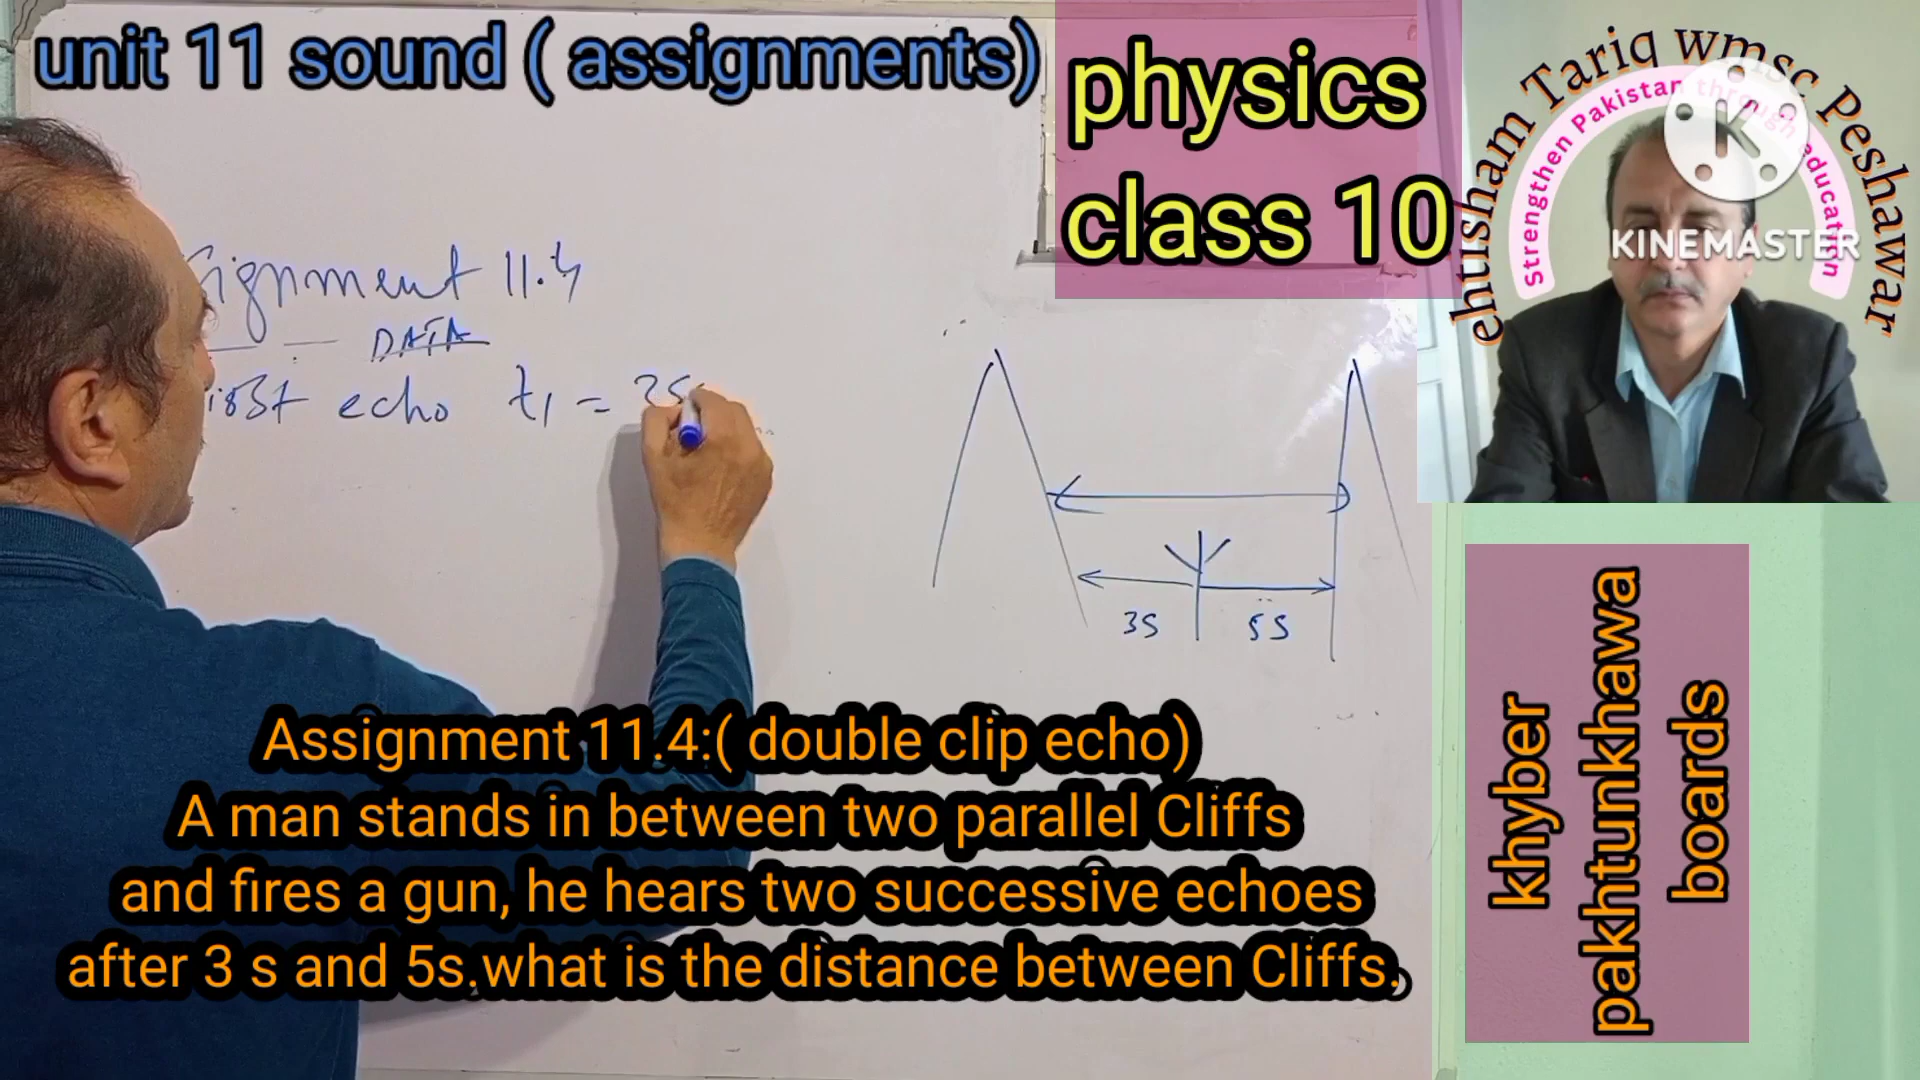 unit 11 sound ( assignments)
physics
class 10
ehtisham Tariq wmsc Peshawar
Strengthen Pakistan through education
KINEMASTER
11.4
DATA
echo t1 = 3s
3S
5S
Assignment 11.4:( double clip echo)
A man stands in between two parallel Cliffs
and fires a gun, he hears two successive echoes
after 3 s and 5s.what is the distance between Cliffs.
khyber
pakhtunkhawa
boards